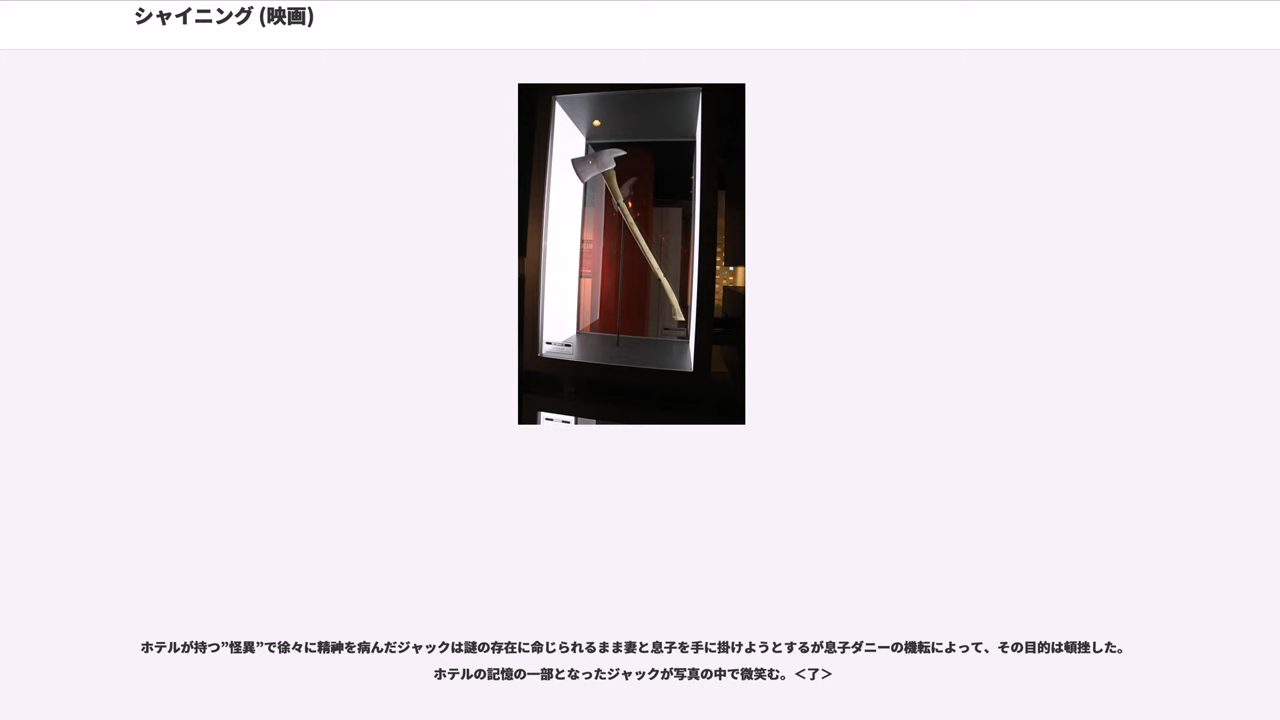 シャイニング (映画)
ホテルが持つ”怪異”で徐々に精神を病んだジャックは謎の存在に命じられるまま妻と息子を手に掛けようとするが息子ダニーの機転によって、その目的は頓挫した。
ホテルの記憶の一部となったジャックが写真の中で微笑む。＜了＞